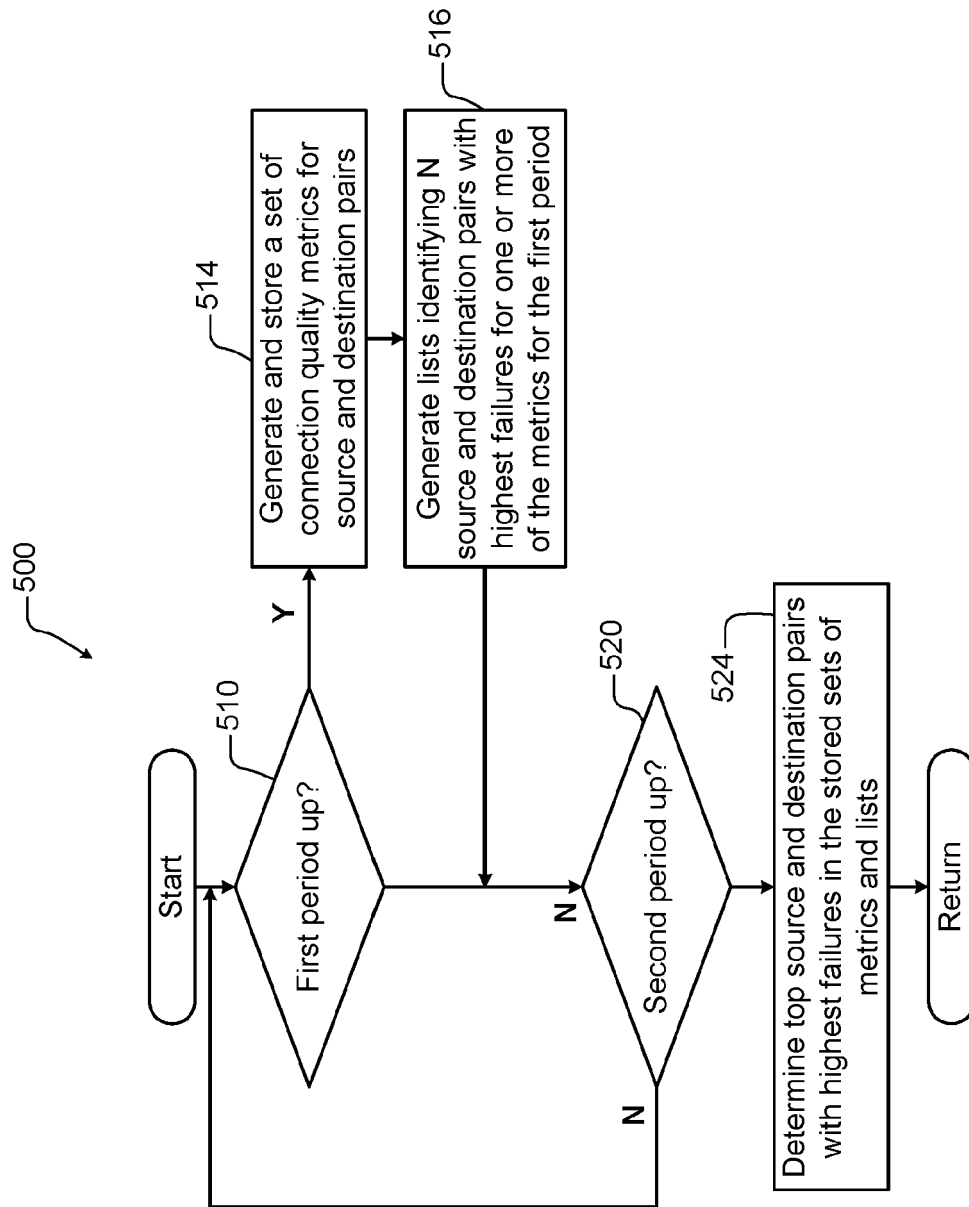 500
Start
510
First period up?
Y
514
Generate and store a set of
connection quality metrics for
source and destination pairs
516
Generate lists identifying N
source and destination pairs with
highest failures for one or more
of the metrics for the first period
N
520
Second period up?
N
524
Determine top source and destination pairs
with highest failures in the stored sets of
metrics and lists
Return